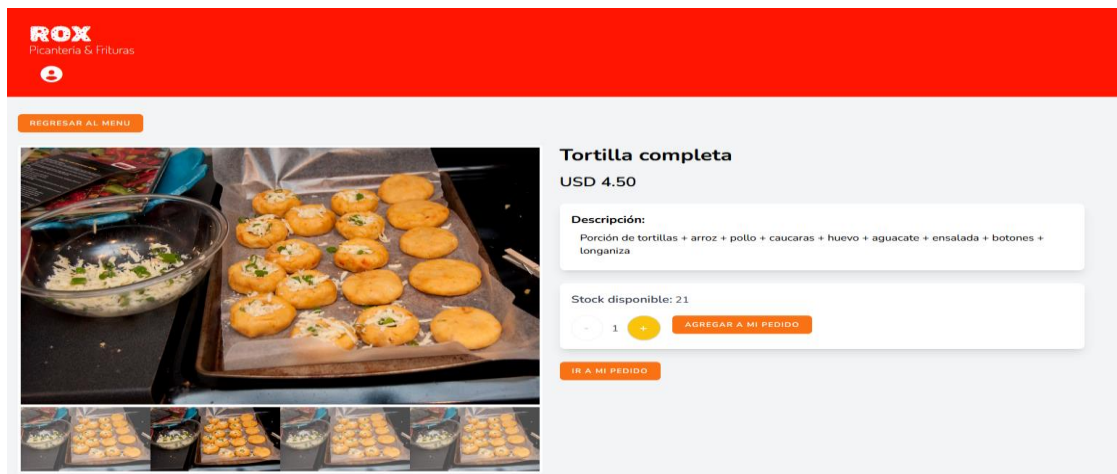 ROX
Picantería & Frituras
REGRESAR AL MENU
Tortilla completa
USD 4.50
Descripción:
Porción de tortillas + arroz + pollo + caucaras + huevo + aguacate + ensalada + botones +
longaniza
Stock disponible: 21
- 1 + AGREGAR A MI PEDIDO
IR A MI PEDIDO